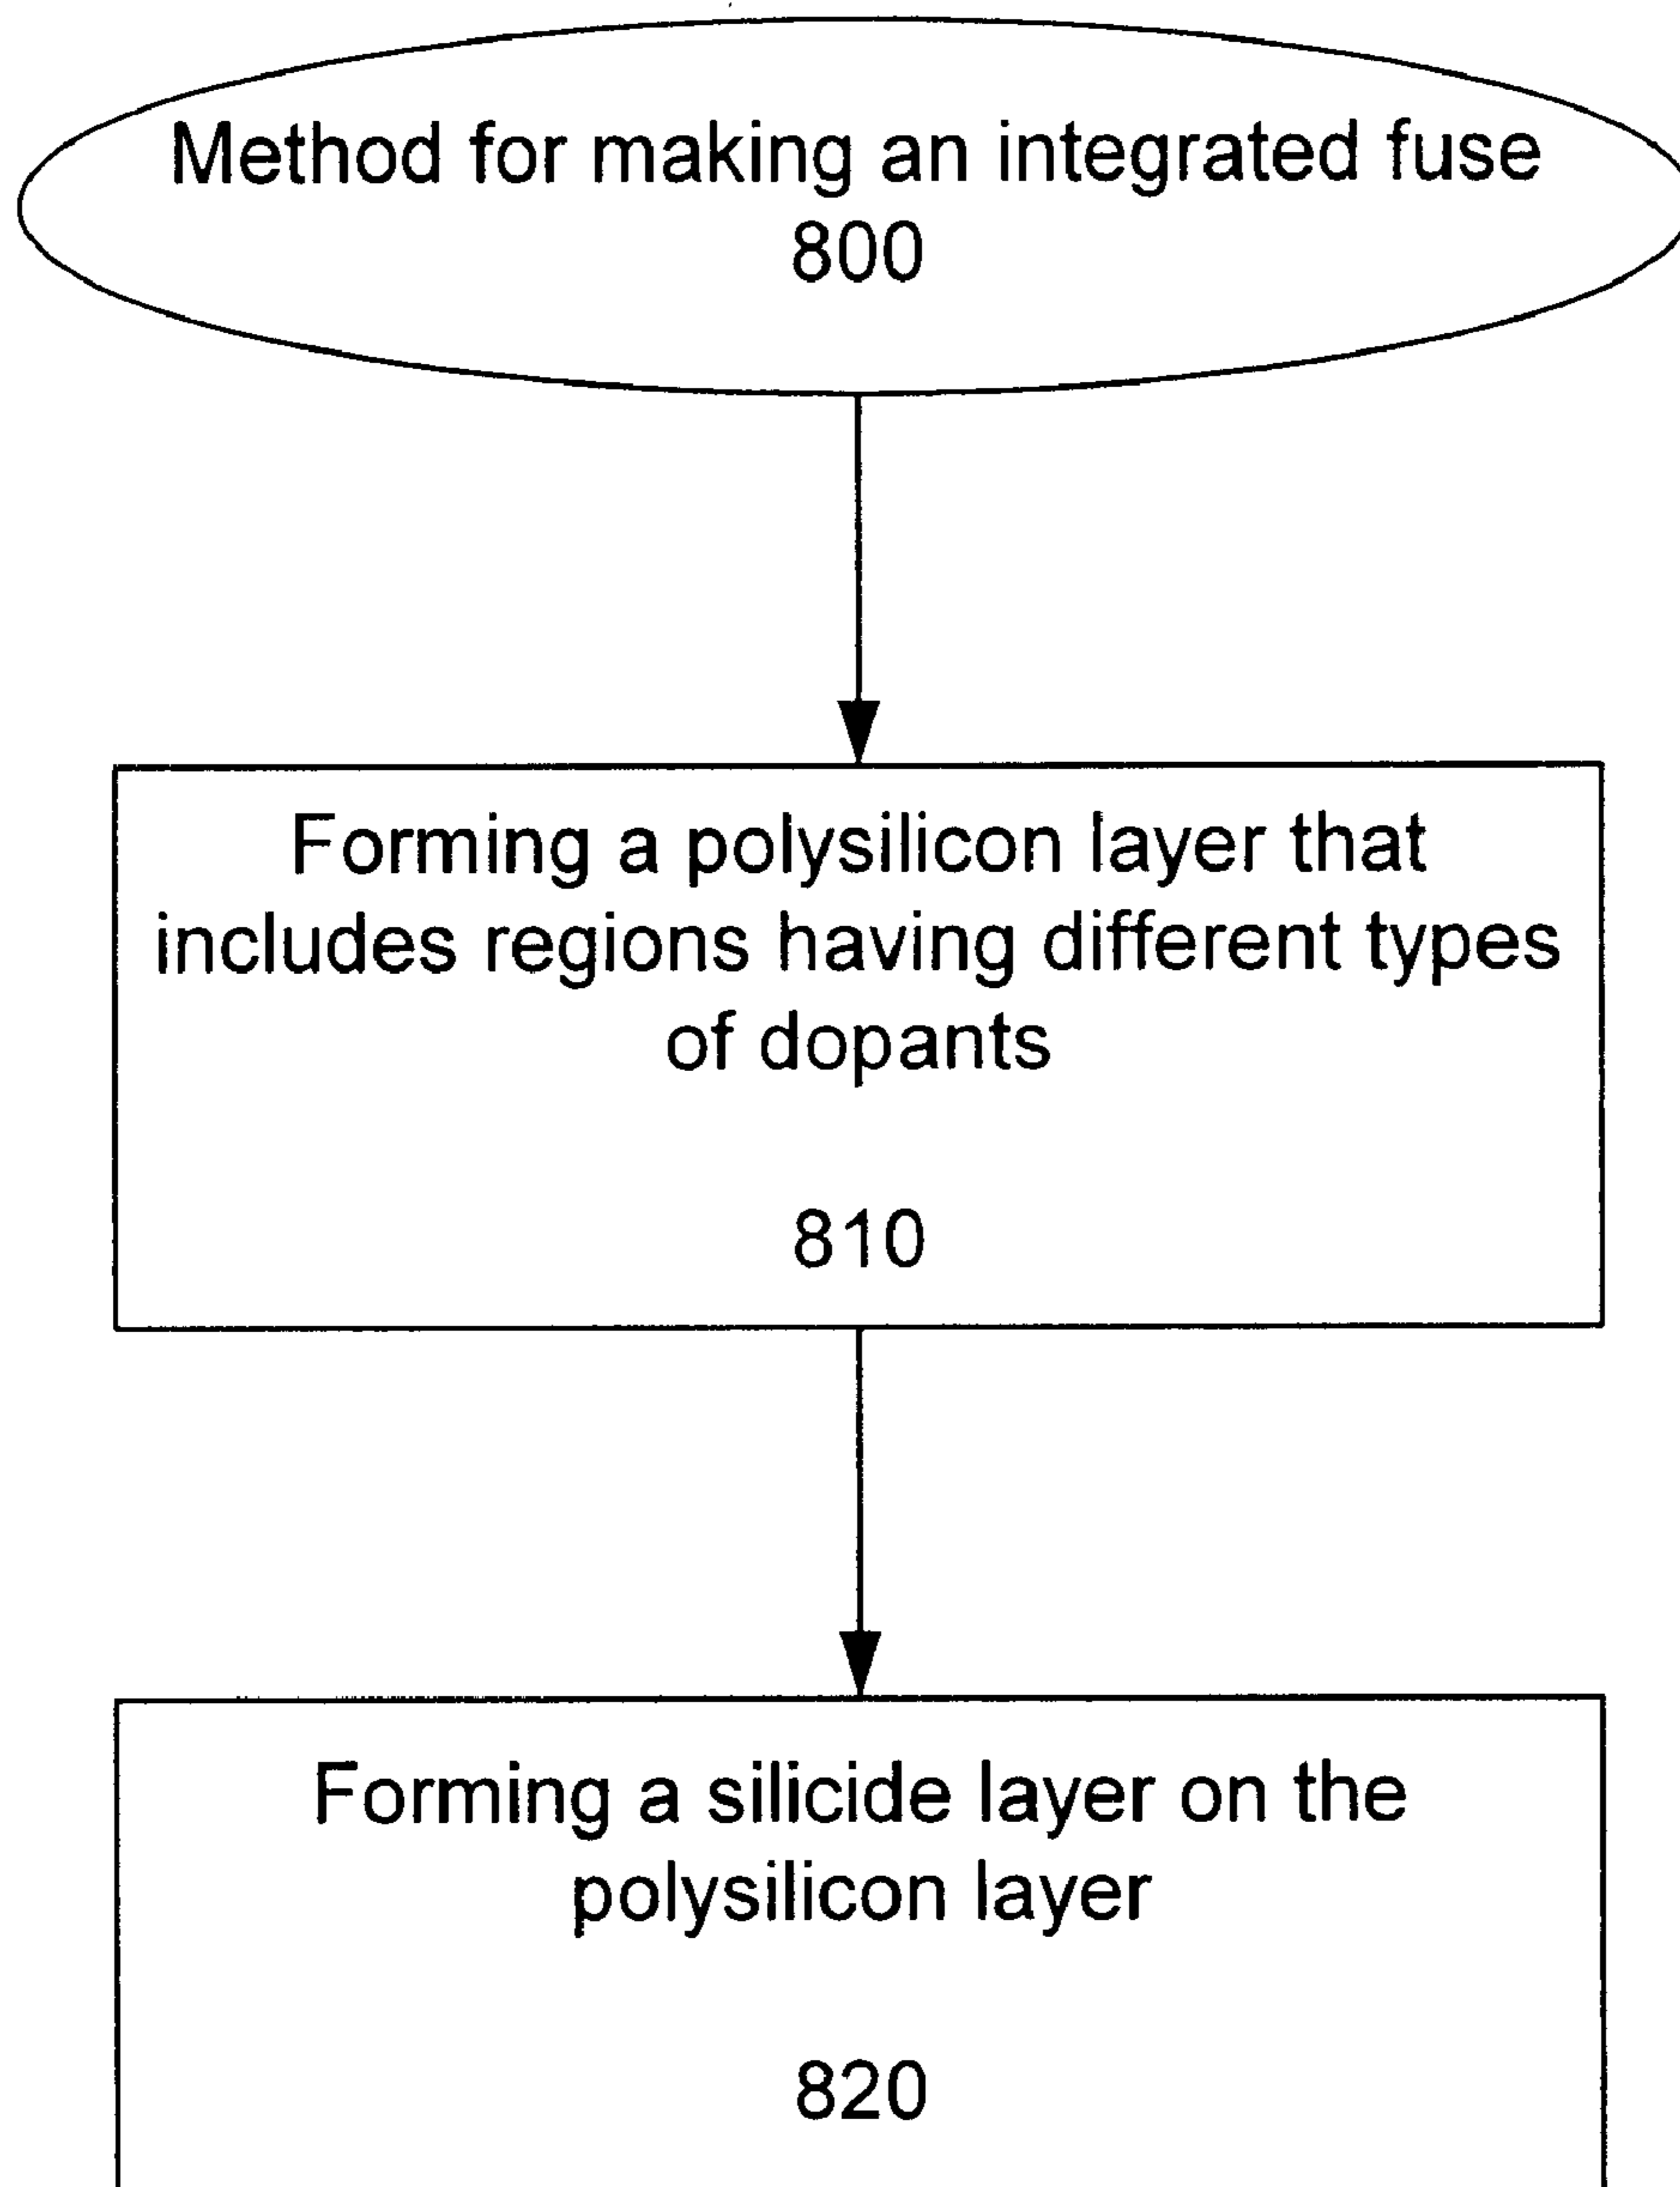 Method for making an integrated fuse
800
Forming a polysilicon layer that
includes regions having different types
of dopants
810
Forming a silicide layer on the
polysilicon layer
820